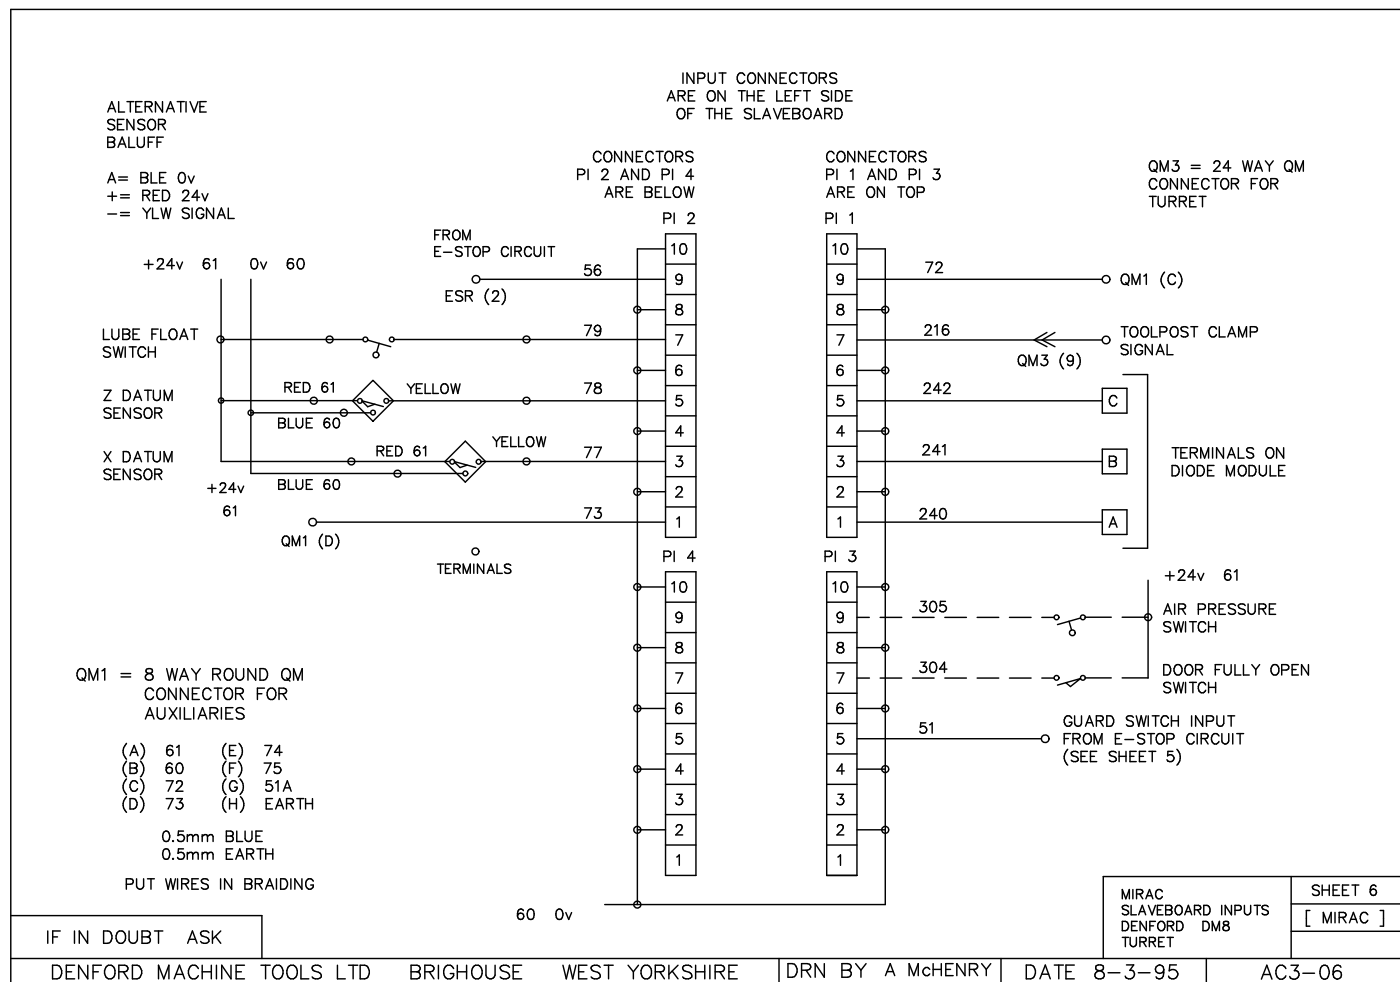 INPUT CONNECTORS
ARE ON THE LEFT SIDE
OF THE SLAVEBOARD
ALTERNATIVE
SENSOR
BALUFF
A= BLE 0v
+= RED 24v
-= YLW SIGNAL
CONNECTORS
PI 2 AND PI 4
ARE BELOW
CONNECTORS
PI 1 AND PI 3
ARE ON TOP
QM3 = 24 WAY QM
CONNECTOR FOR
TURRET
+24v 61
0v 60
FROM
E-STOP CIRCUIT
ESR (2)
56
LUBE FLOAT
SWITCH
79
Z DATUM
SENSOR
RED 61
YELLOW
78
BLUE 60
X DATUM
SENSOR
RED 61
YELLOW
77
BLUE 60
+24v
61
QM1 (D)
73
TERMINALS
PI 2
10
9
8
7
6
5
4
3
2
1
PI 4
10
9
8
7
6
5
4
3
2
1
PI 1
10
9
8
7
6
5
4
3
2
1
PI 3
10
9
8
7
6
5
4
3
2
1
72
QM1 (C)
216
QM3 (9)
TOOLPOST CLAMP
SIGNAL
242
C
241
B
240
A
TERMINALS ON
DIODE MODULE
+24v 61
305
AIR PRESSURE
SWITCH
304
DOOR FULLY OPEN
SWITCH
51
GUARD SWITCH INPUT
FROM E-STOP CIRCUIT
(SEE SHEET 5)
QM1 = 8 WAY ROUND QM
CONNECTOR FOR
AUXILIARIES
(A) 61 (E) 74
(B) 60 (F) 75
(C) 72 (G) 51A
(D) 73 (H) EARTH
0.5mm BLUE
0.5mm EARTH
PUT WIRES IN BRAIDING
60 0v
IF IN DOUBT ASK
MIRAC
SLAVEBOARD INPUTS
DENFORD DM8
TURRET
SHEET 6
[ MIRAC ]
DENFORD MACHINE TOOLS LTD BRIGHOUSE WEST YORKSHIRE
DRN BY A McHENRY
DATE 8-3-95
AC3-06